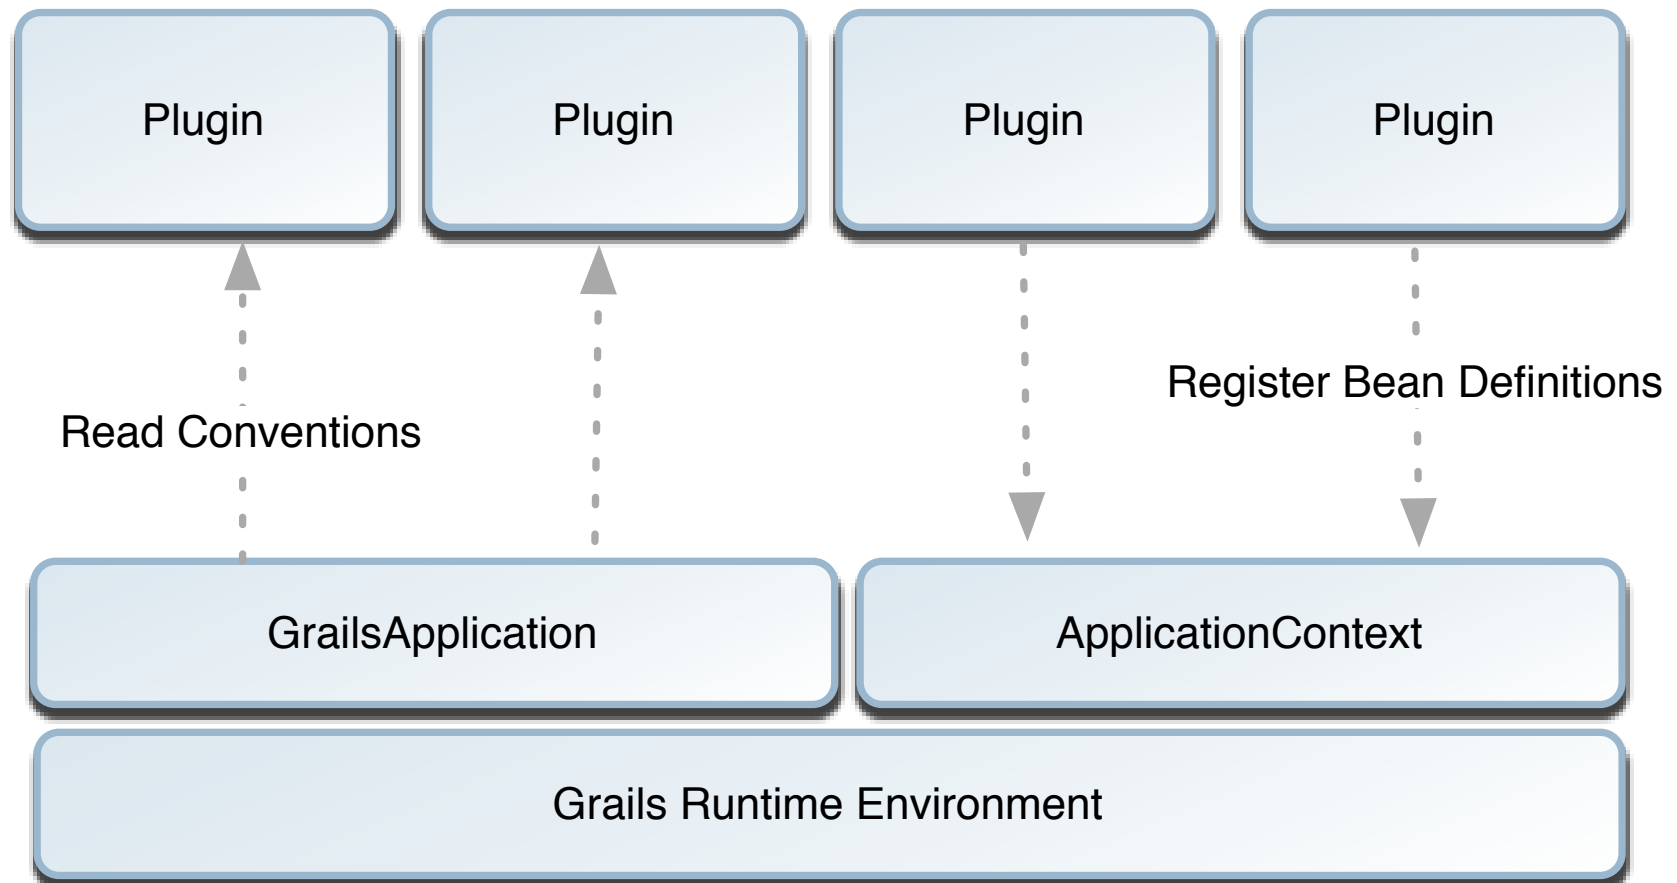 Plugin
Plugin
Plugin
Plugin
Register Bean Definitions
Read Conventions
GrailsApplication
ApplicationContext
Grails Runtime Environment